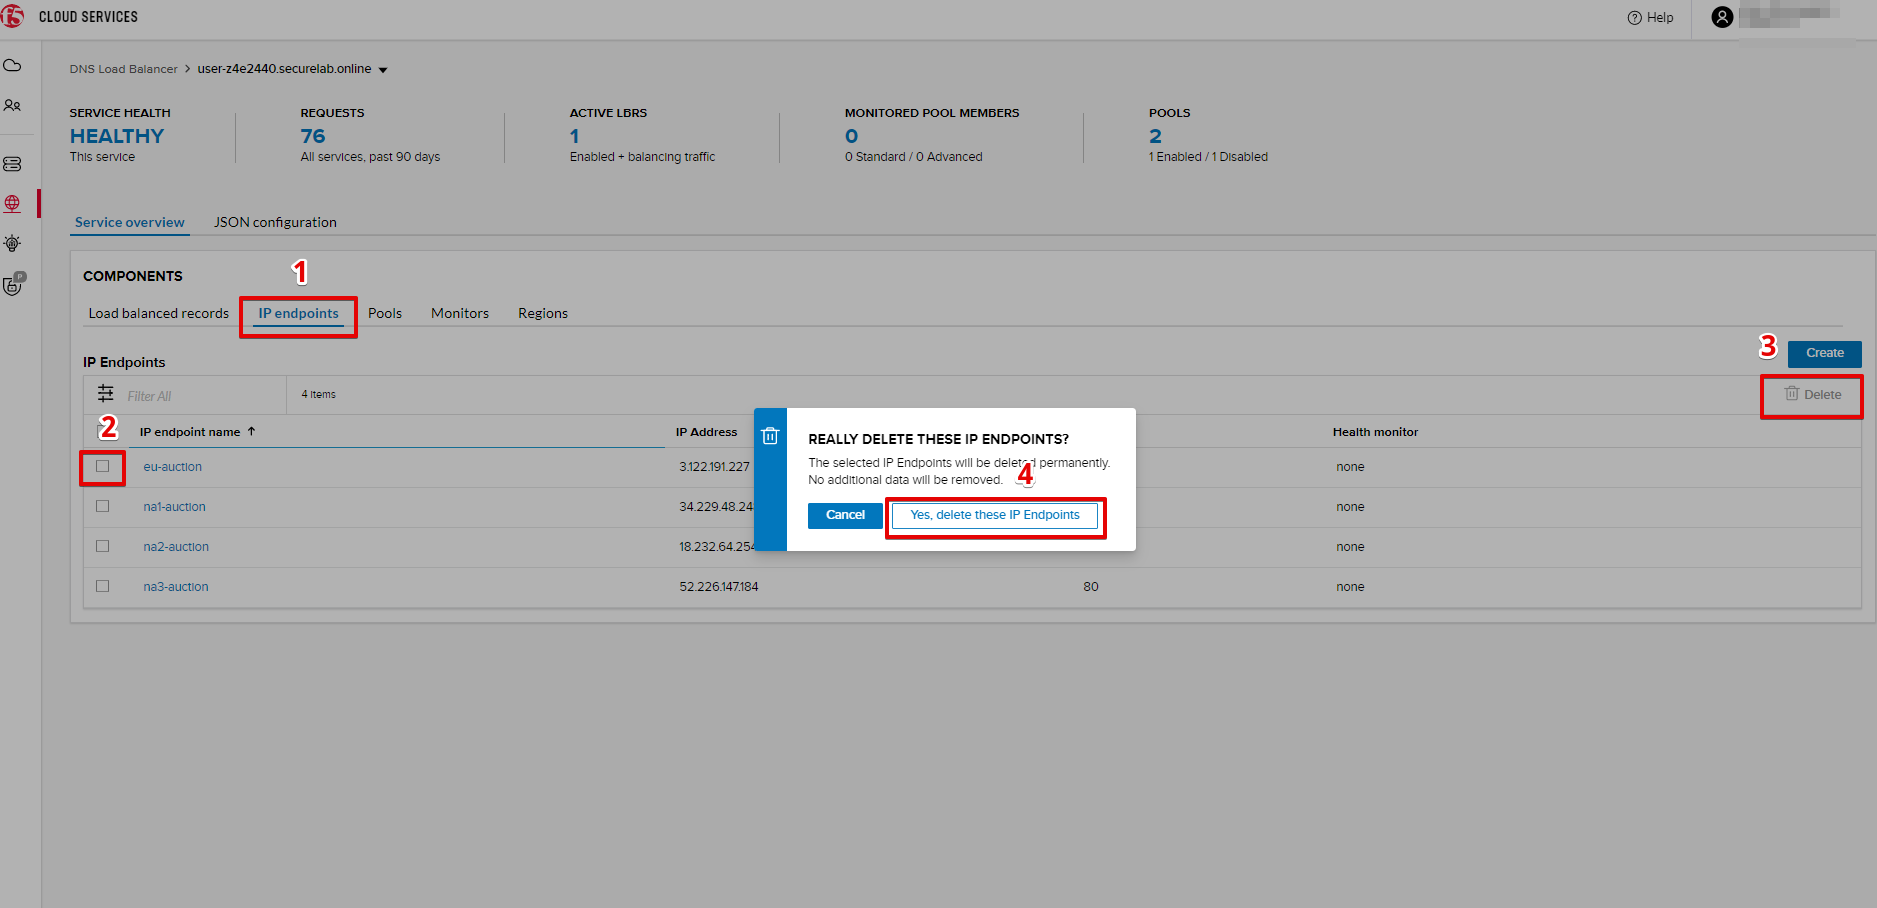 f5 CLOUD SERVICES
Help
DNS Load Balancer > user-z4e2440.securelab.online
SERVICE HEALTH
HEALTHY
This service
REQUESTS
76
All services, past 90 days
ACTIVE LBRS
1
Enabled + balancing traffic
MONITORED POOL MEMBERS
0
0 Standard / 0 Advanced
POOLS
2
1 Enabled / 1 Disabled
P
Service overview JSON configuration
COMPONENTS
1
Load balanced records IP endpoints Pools Monitors Regions
3
IP Endpoints Create
Filter All 4 Items Delete
2
IP endpoint name ↑ IP Address Health monitor
eu-auction 3.122.191.227 none
na1-auction 34.229.48.24 none
na2-auction 18.232.64.254 none
na3-auction 52.226.147.184 80 none
REALLY DELETE THESE IP ENDPOINTS?
The selected IP Endpoints will be deleted permanently.
No additional data will be removed.
4
Cancel Yes, delete these IP Endpoints